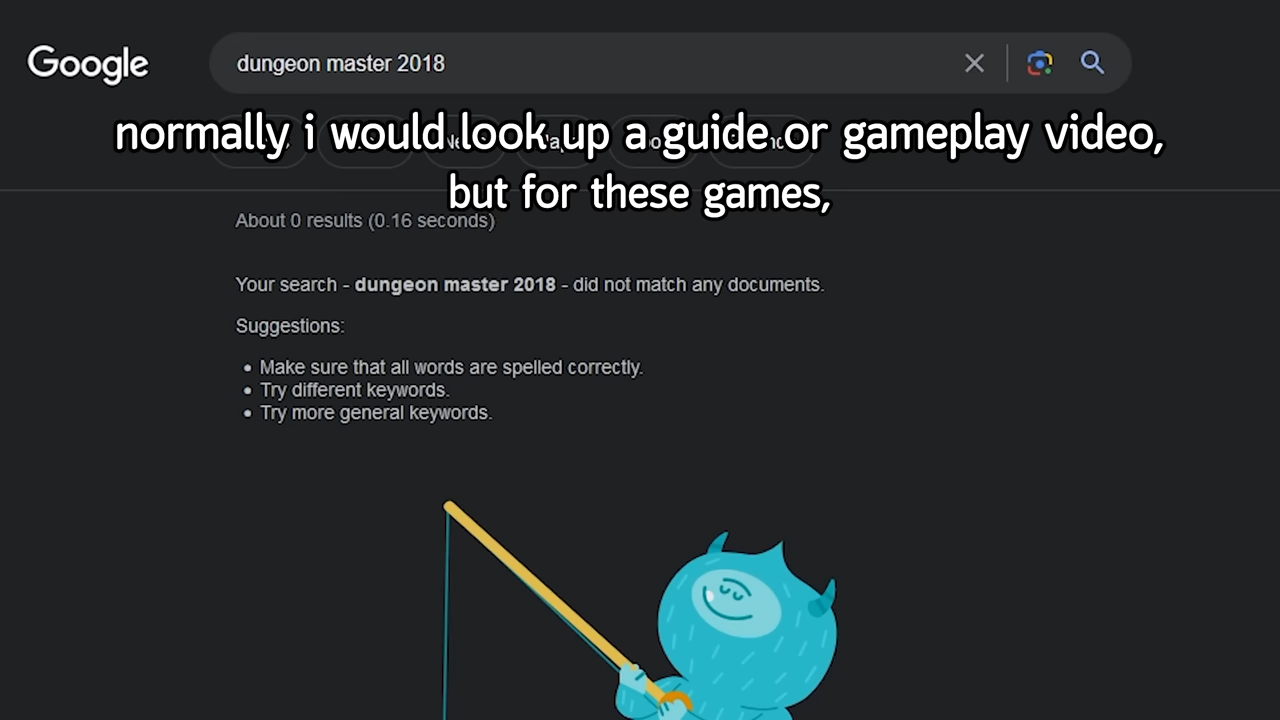 Google
dungeon master 2018
normally i would look up a guide or gameplay video,
but for these games,
About 0 results (0.16 seconds)
Your search - dungeon master 2018 - did not match any documents.
Suggestions:
• Make sure that all words are spelled correctly.
• Try different keywords.
• Try more general keywords.